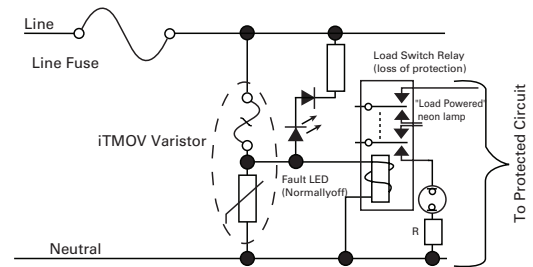 Line
Line Fuse
Load Switch Relay
(loss of protection)
"Load Powered"
neon lamp
iTMOV Varistor
Fault LED
(Normallyoff)
To Protected Circuit
R
Neutral